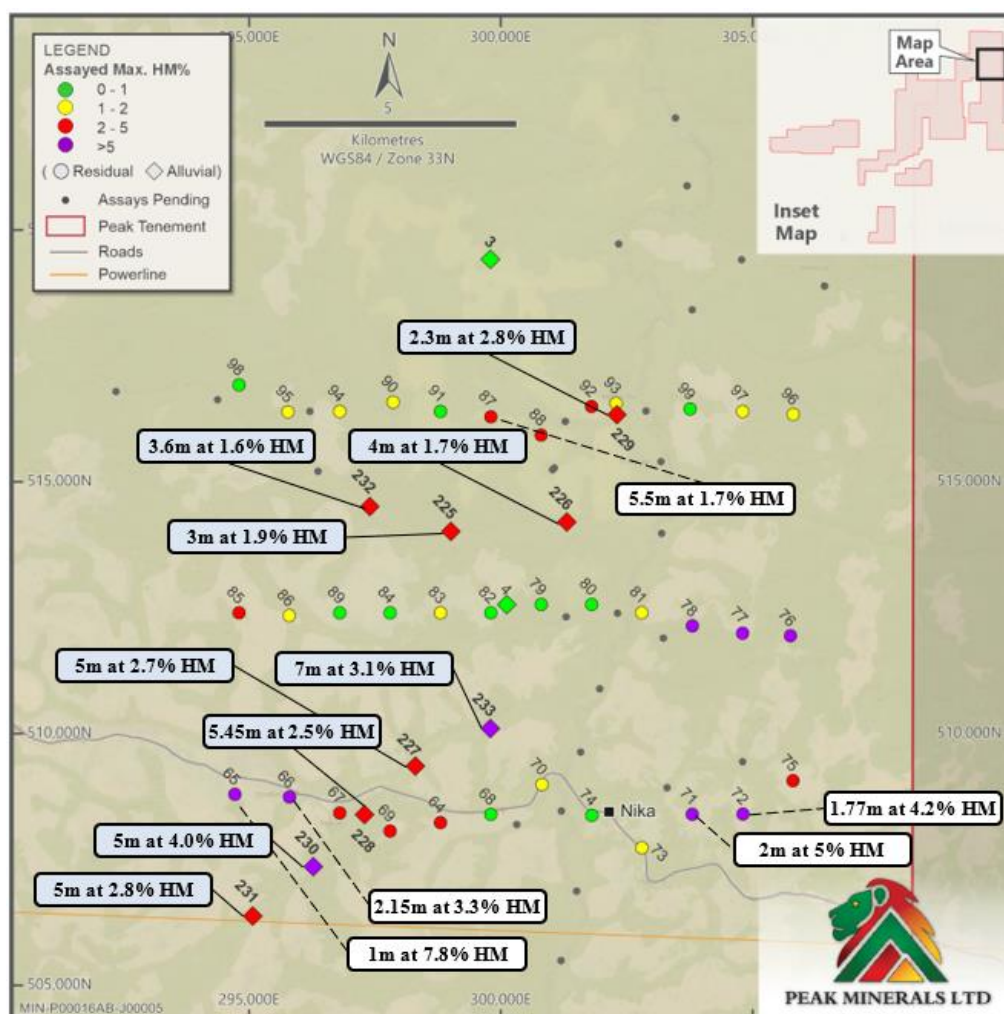 LEGEND
Assayed Max. HM%
0 - 1
1 - 2
2 - 5
>5
( Residual Alluvial)
Assays Pending
Peak Tenement
Roads
Powerline
295,000E
300,000E
305,
N
5
Kilometres
WGS84 / Zone 33N
Map
Area
Inset
Map
3
2.3m at 2.8% HM
98
95
94
90
91
87
88
92
93
229
99
97
96
3.6m at 1.6% HM
4m at 1.7% HM
5.5m at 1.7% HM
515,000N
515,000N
232
225
226
3m at 1.9% HM
85
86
89
84
83
82
4
79
80
81
78
77
76
5m at 2.7% HM
7m at 3.1% HM
233
5.45m at 2.5% HM
510,000N
510,000N
227
65
66
67
228
69
64
68
70
74
Nika
73
71
72
75
1.77m at 4.2% HM
5m at 4.0% HM
230
2m at 5% HM
5m at 2.8% HM
231
2.15m at 3.3% HM
1m at 7.8% HM
505,000N
295,000E
300,000E
MIN-P00016AB-J00005
PEAK MINERALS LTD